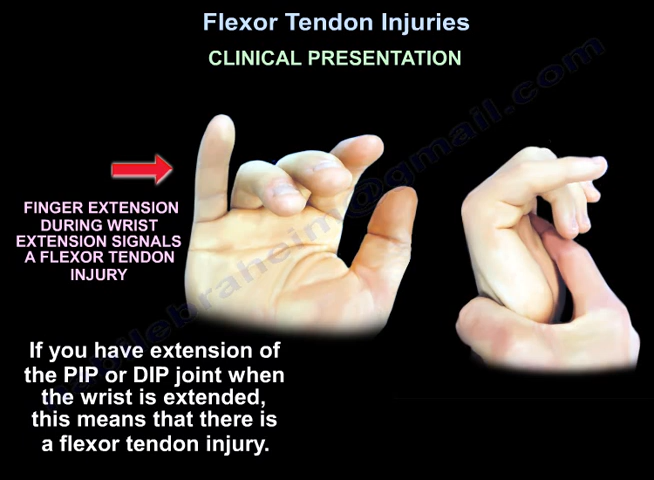 Flexor Tendon Injuries
CLINICAL PRESENTATION
FINGER EXTENSION
DURING WRIST
EXTENSION SIGNALS
A FLEXOR TENDON
INJURY
If you have extension of
the PIP or DIP joint when
the wrist is extended,
this means that there is
a flexor tendon injury.